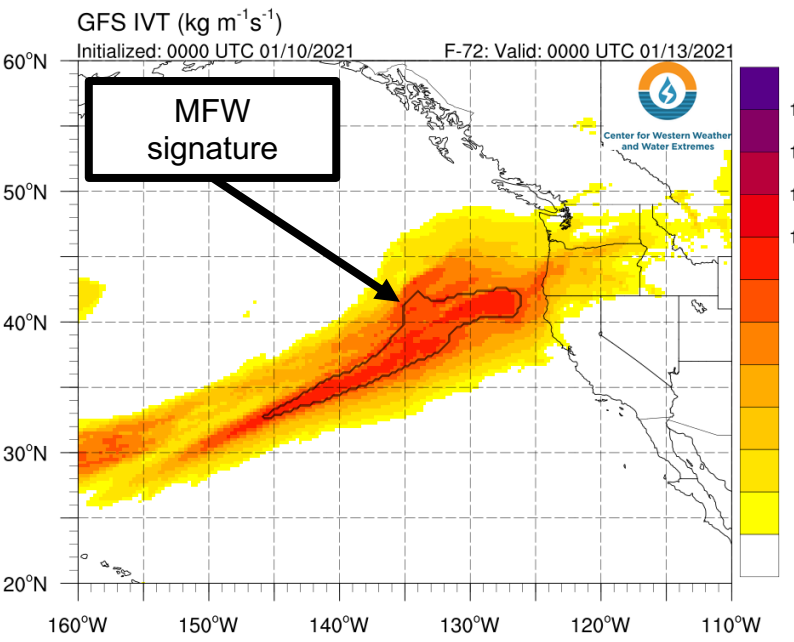 GFS IVT (kg m⁻¹s⁻¹)
Initialized: 0000 UTC 01/10/2021 F-72: Valid: 0000 UTC 01/13/2021
MFW
signature
Center for Western Weather
and Water Extremes
60°N
50°N
40°N
30°N
20°N
160°W 150°W 140°W 130°W 120°W 110°W